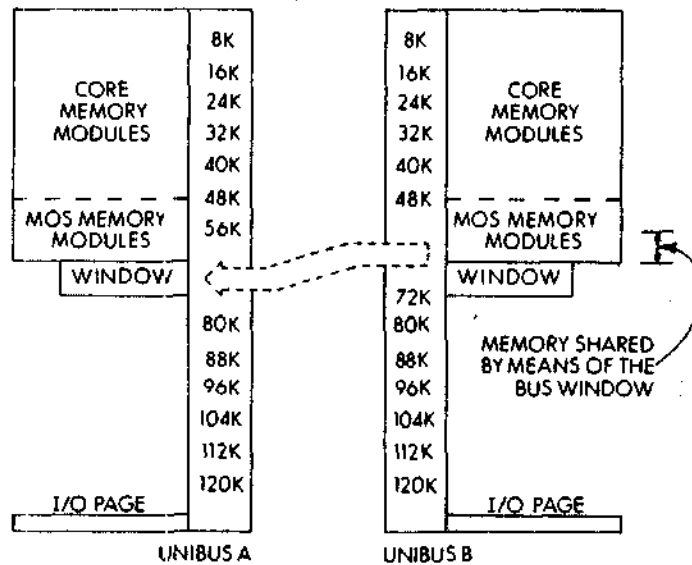 CORE
MEMORY
MODULES
MOS MEMORY
MODULES
WINDOW
I/O PAGE
8K
16K
24K
32K
40K
48K
56K
80K
88K
96K
104K
112K
120K
UNIBUS A
8K
16K
24K
32K
40K
48K
72K
80K
88K
96K
104K
112K
120K
UNIBUS B
CORE
MEMORY
MODULES
MOS MEMORY
MODULES
WINDOW
MEMORY SHARED
BY MEANS OF THE
BUS WINDOW
I/O PAGE